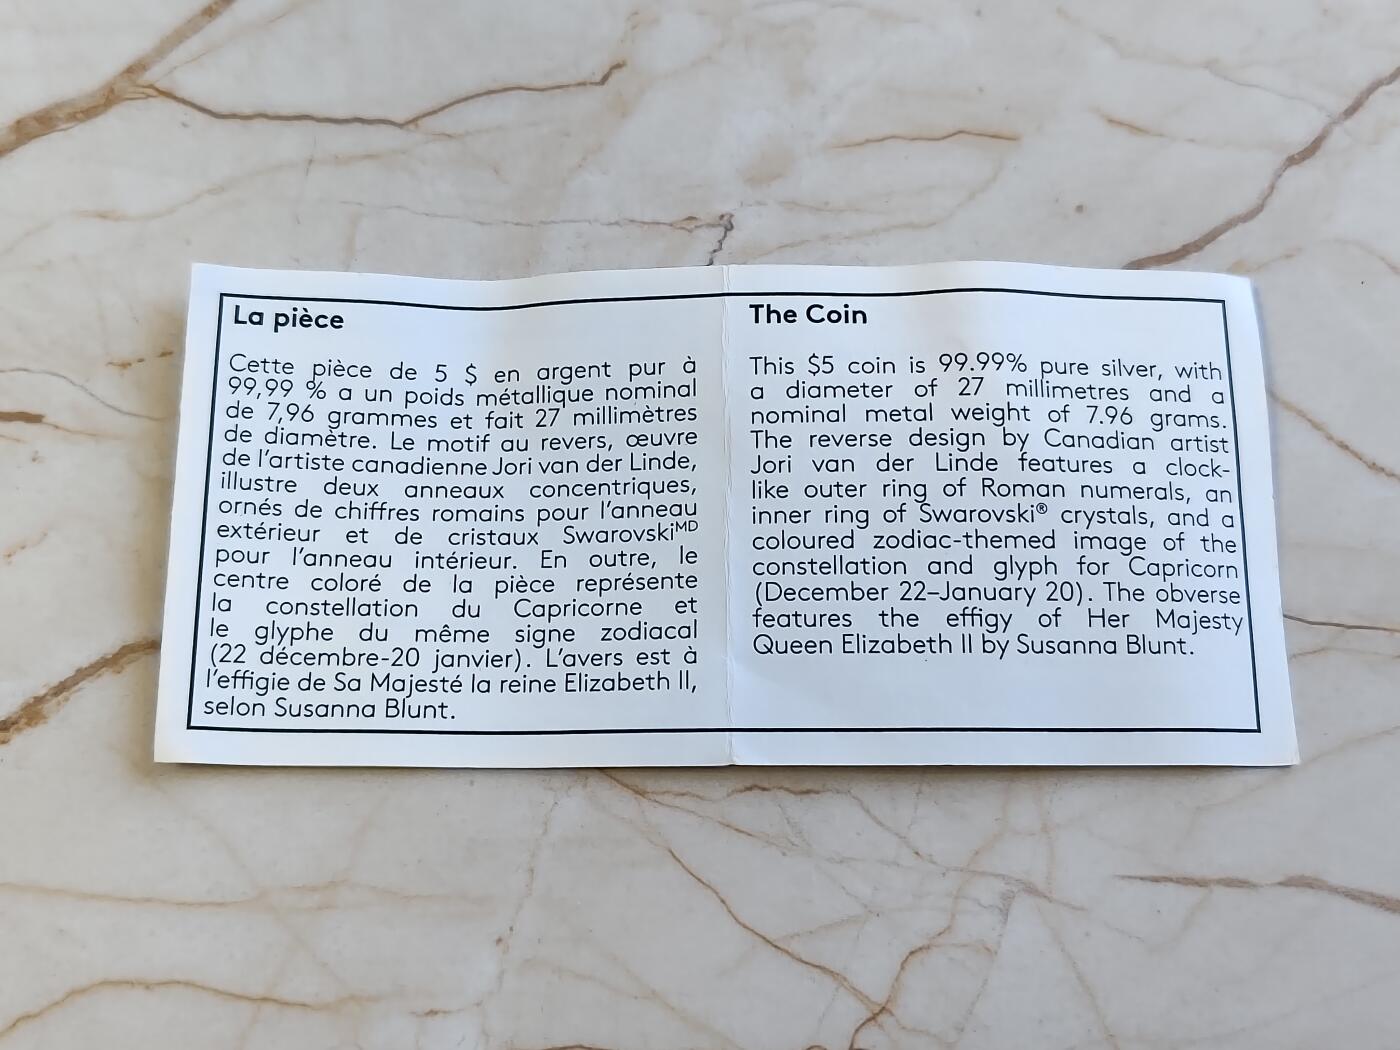 La pièce
Cette pièce de 5 $ en argent pur à
99,99 % a un poids métallique nominal
de 7,96 grammes et fait 27 millimètres
de diamètre. Le motif au revers, œuvre
de l'artiste canadienne Jori van der Linde,
illustre deux anneaux concentriques,
ornés de chiffres romains pour l'anneau
extérieur et de cristaux Swarovskiᴹᴰ
pour l'anneau intérieur. En outre, le
centre coloré de la pièce représente
la constellation du Capricorne et
le glyphe du même signe zodiacal
(22 décembre-20 janvier). L'avers est à
l'effigie de Sa Majesté la reine Elizabeth II,
selon Susanna Blunt.
The Coin
This $5 coin is 99.99% pure silver, with
a diameter of 27 millimetres and a
nominal metal weight of 7.96 grams.
The reverse design by Canadian artist
Jori van der Linde features a clock-
like outer ring of Roman numerals, an
inner ring of Swarovski® crystals, and a
coloured zodiac-themed image of the
constellation and glyph for Capricorn
(December 22–January 20). The obverse
features the effigy of Her Majesty
Queen Elizabeth II by Susanna Blunt.